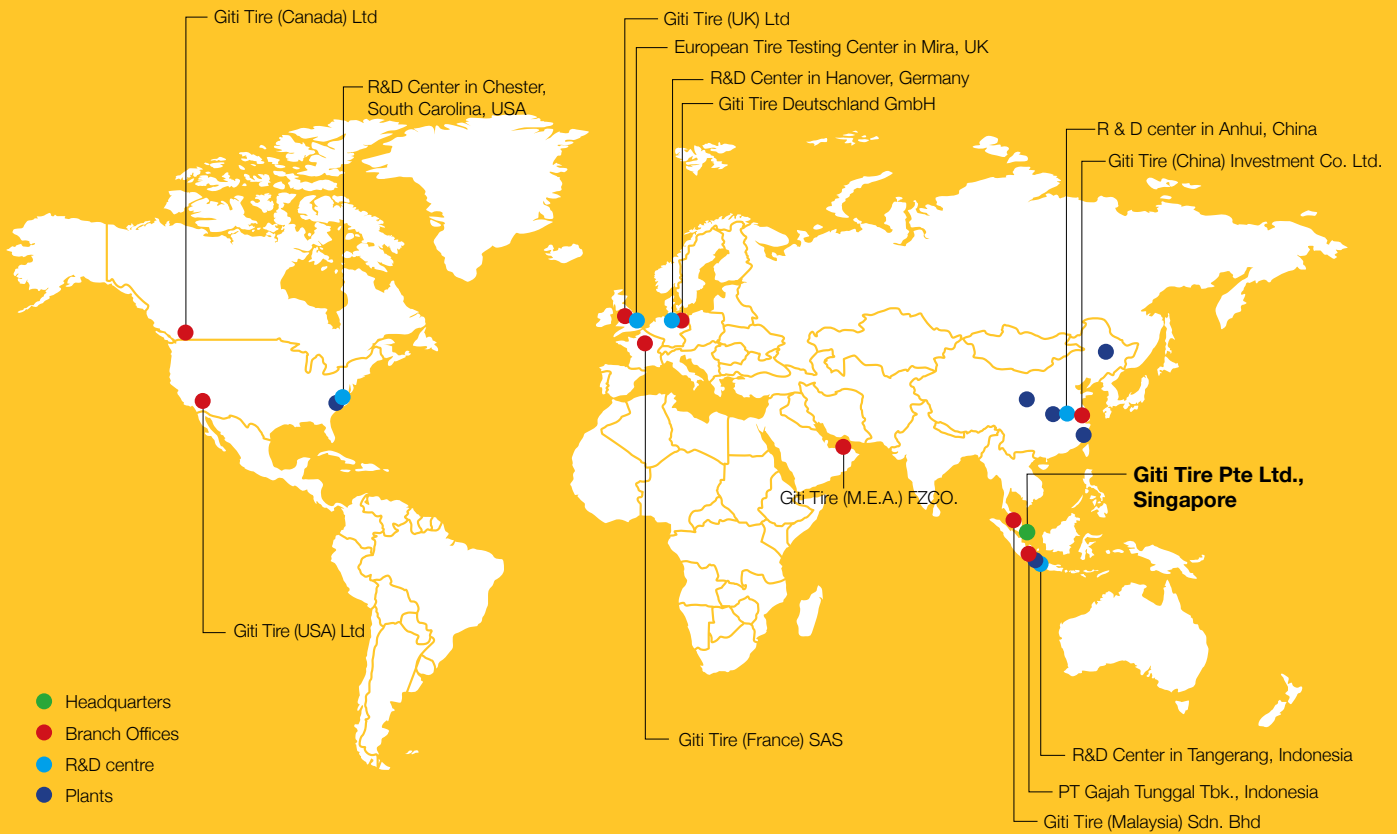 Giti Tire (Canada) Ltd
Giti Tire (UK) Ltd
European Tire Testing Center in Mira, UK
R&D Center in Hanover, Germany
R&D Center in Chester,
South Carolina, USA
Giti Tire Deutschland GmbH
R & D center in Anhui, China
Giti Tire (China) Investment Co. Ltd.
Giti Tire Pte Ltd.,
Singapore
Giti Tire (M.E.A.) FZCO.
Giti Tire (USA) Ltd
Headquarters
Branch Offices
R&D centre
Plants
Giti Tire (France) SAS
R&D Center in Tangerang, Indonesia
PT Gajah Tunggal Tbk., Indonesia
Giti Tire (Malaysia) Sdn. Bhd